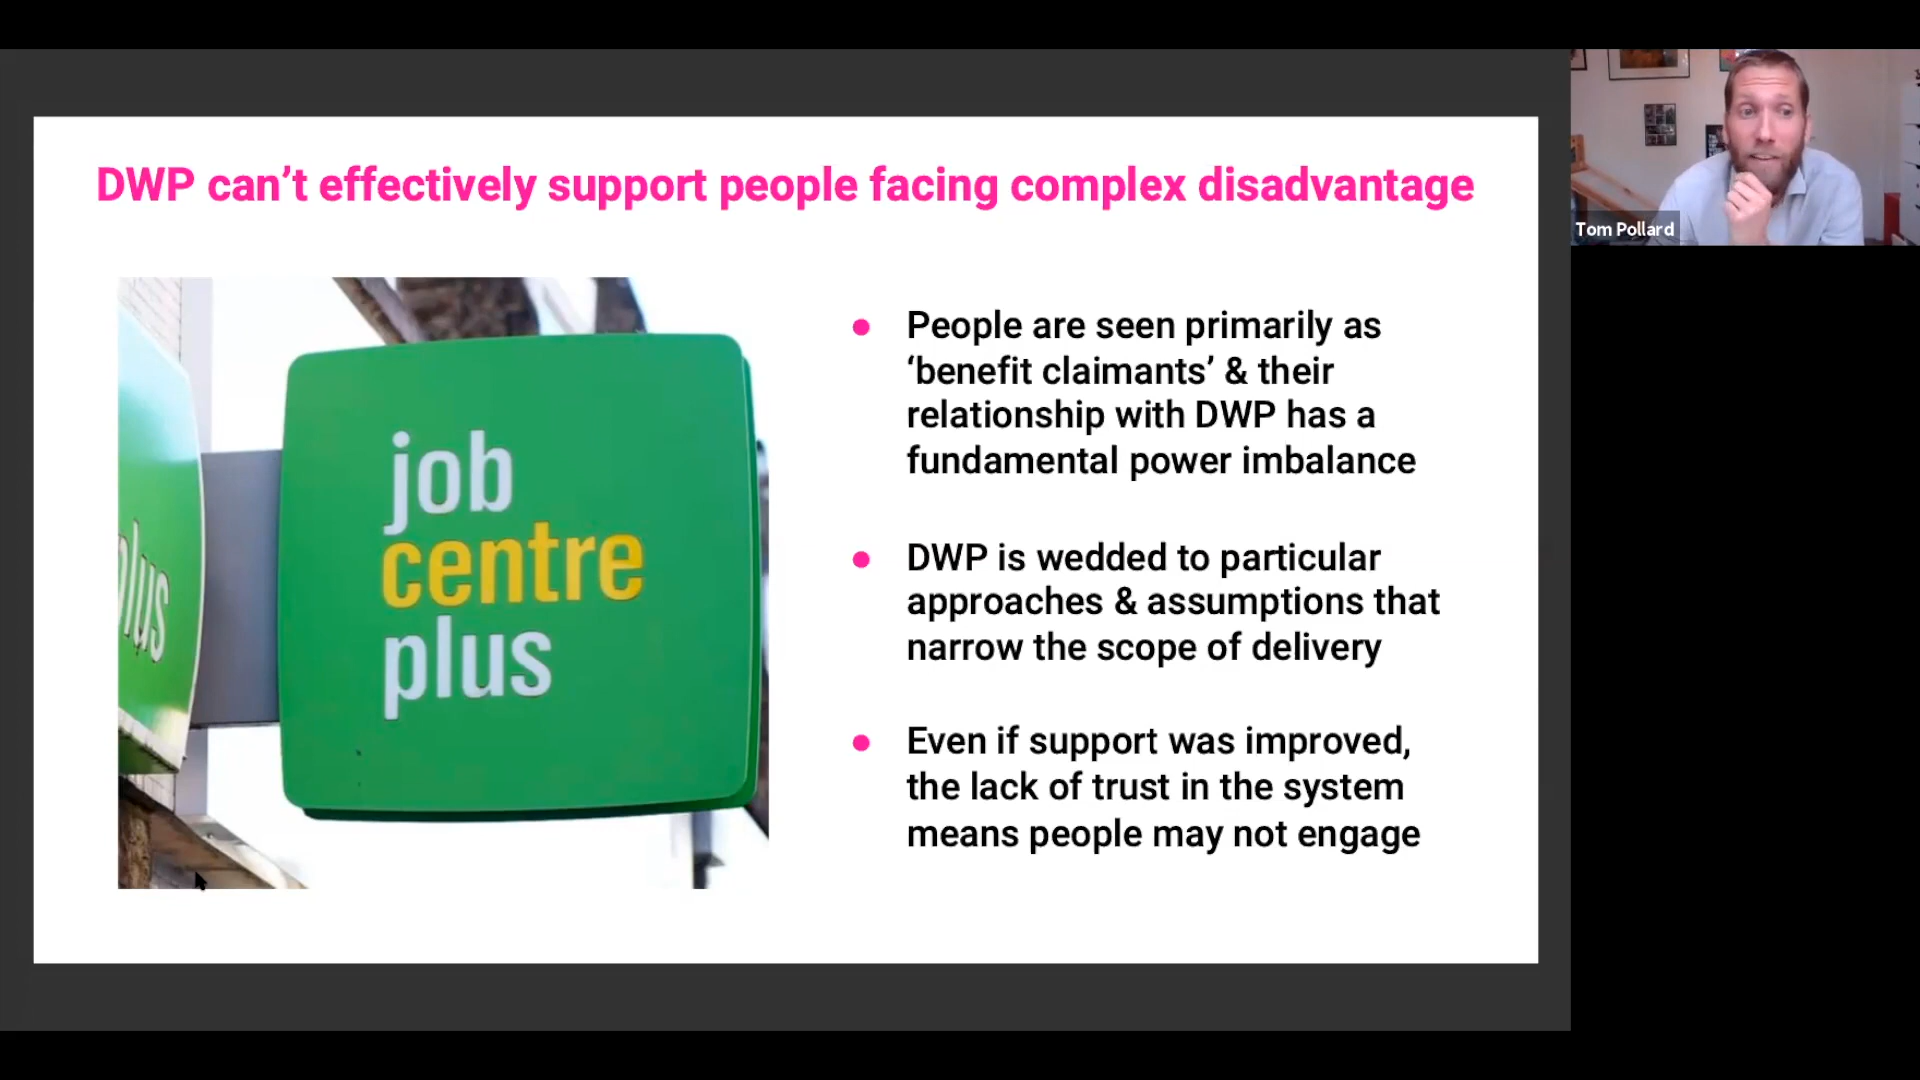 DWP can’t effectively support people facing complex disadvantage
plus
job
centre
plus
People are seen primarily as
‘benefit claimants’ & their
relationship with DWP has a
fundamental power imbalance
DWP is wedded to particular
approaches & assumptions that
narrow the scope of delivery
Even if support was improved,
the lack of trust in the system
means people may not engage
Tom Pollard